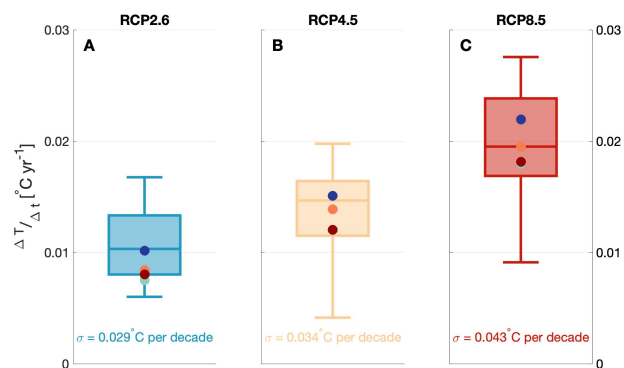 RCP2.6 RCP4.5 RCP8.5
0.03 A B C 0.03
0.02 0.02
ΔT/Δt [°C yr⁻¹]
0.01 0.01
σ = 0.029°C per decade σ = 0.034°C per decade σ = 0.043°C per decade
0 0